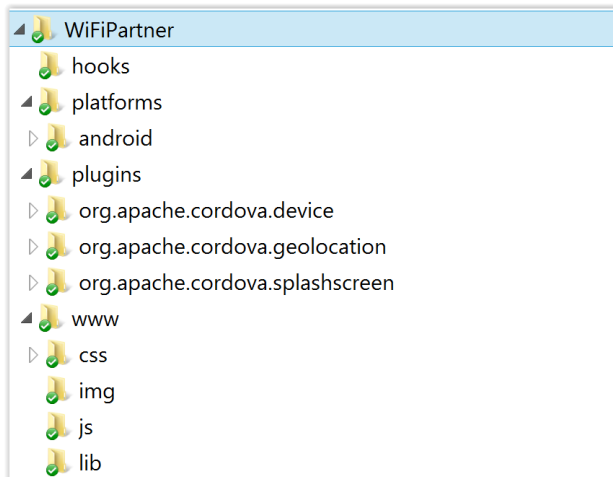 WiFiPartner
hooks
platforms
android
plugins
org.apache.cordova.device
org.apache.cordova.geolocation
org.apache.cordova.splashscreen
www
css
img
js
lib